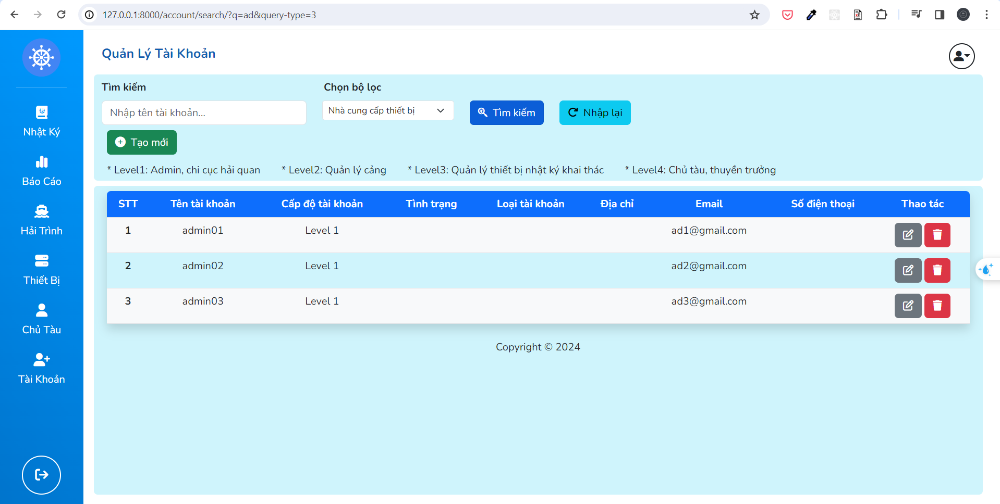 127.0.0.1:8000/account/search/?q=ad&query-type=3
Quản Lý Tài Khoản
Tìm kiếm Chọn bộ lọc
Nhập tên tài khoản... Nhà cung cấp thiết bị Tìm kiếm Nhập lại
Tạo mới
* Level1: Admin, chi cục hải quan * Level2: Quản lý cảng * Level3: Quản lý thiết bị nhật ký khai thác * Level4: Chủ tàu, thuyền trưởng
STT Tên tài khoản Cấp độ tài khoản Tình trạng Loại tài khoản Địa chỉ Email Số điện thoại Thao tác
1 admin01 Level 1 ad1@gmail.com
2 admin02 Level 1 ad2@gmail.com
3 admin03 Level 1 ad3@gmail.com
Copyright © 2024
Nhật Ký
Báo Cáo
Hải Trình
Thiết Bị
Chủ Tàu
Tài Khoản